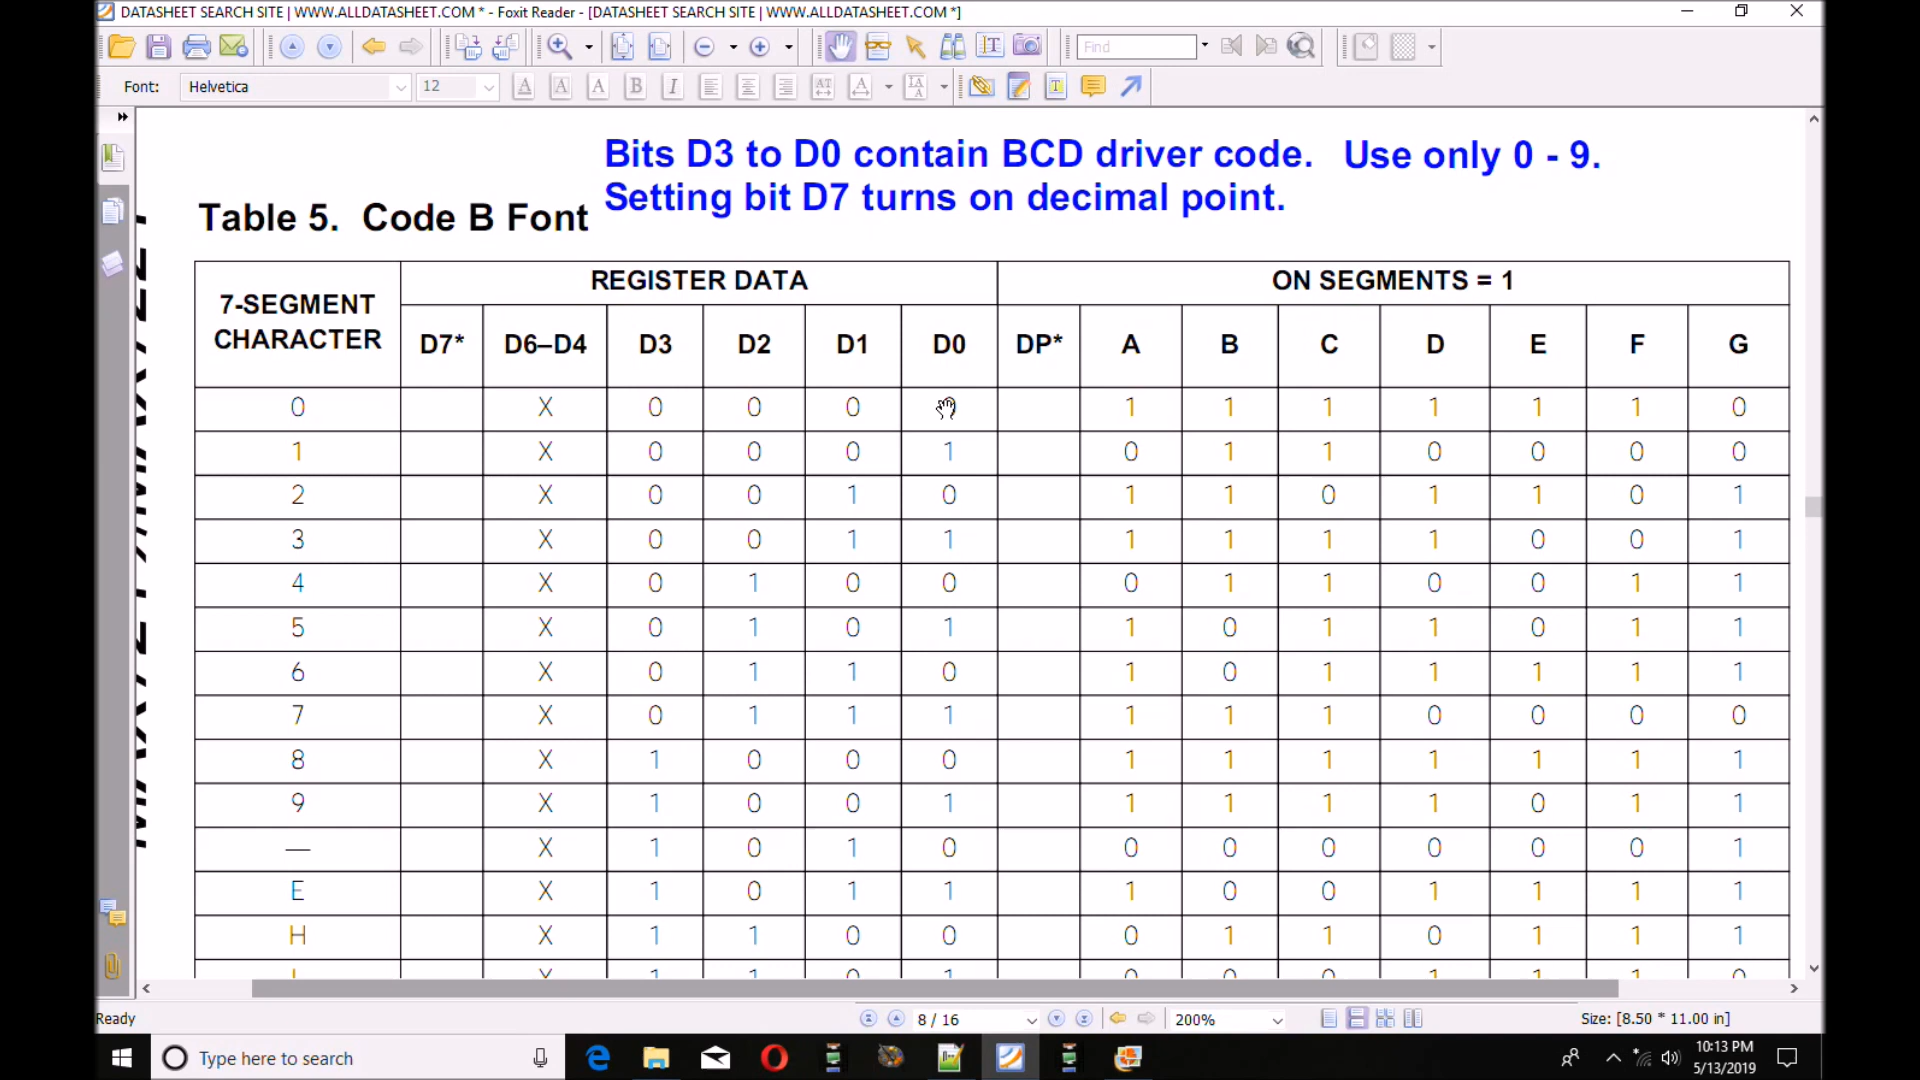 DATASHEET SEARCH SITE | WWW.ALLDATASHEET.COM * - Foxit Reader - [DATASHEET SEARCH SITE | WWW.ALLDATASHEET.COM *]
Find
Font: Helvetica 12
Bits D3 to D0 contain BCD driver code. Use only 0 - 9.
Setting bit D7 turns on decimal point.
Table 5. Code B Font
7-SEGMENT CHARACTER REGISTER DATA ON SEGMENTS = 1
D7* D6–D4 D3 D2 D1 D0 DP* A B C D E F G
0 X 0 0 0 1 1 1 1 1 1 0
1 X 0 0 0 1 0 1 1 0 0 0 0
2 X 0 0 1 0 1 1 0 1 1 0 1
3 X 0 0 1 1 1 1 1 1 0 0 1
4 X 0 1 0 0 0 1 1 0 0 1 1
5 X 0 1 0 1 1 0 1 1 0 1 1
6 X 0 1 1 0 1 0 1 1 1 1 1
7 X 0 1 1 1 1 1 1 0 0 0 0
8 X 1 0 0 0 1 1 1 1 1 1 1
9 X 1 0 0 1 1 1 1 1 0 1 1
— X 1 0 1 0 0 0 0 0 0 0 1
E X 1 0 1 1 1 0 0 1 1 1 1
H X 1 1 0 0 0 1 1 0 1 1 1
Ready 8 / 16 200% Size: [8.50 * 11.00 in]
Type here to search
10:13 PM
5/13/2019